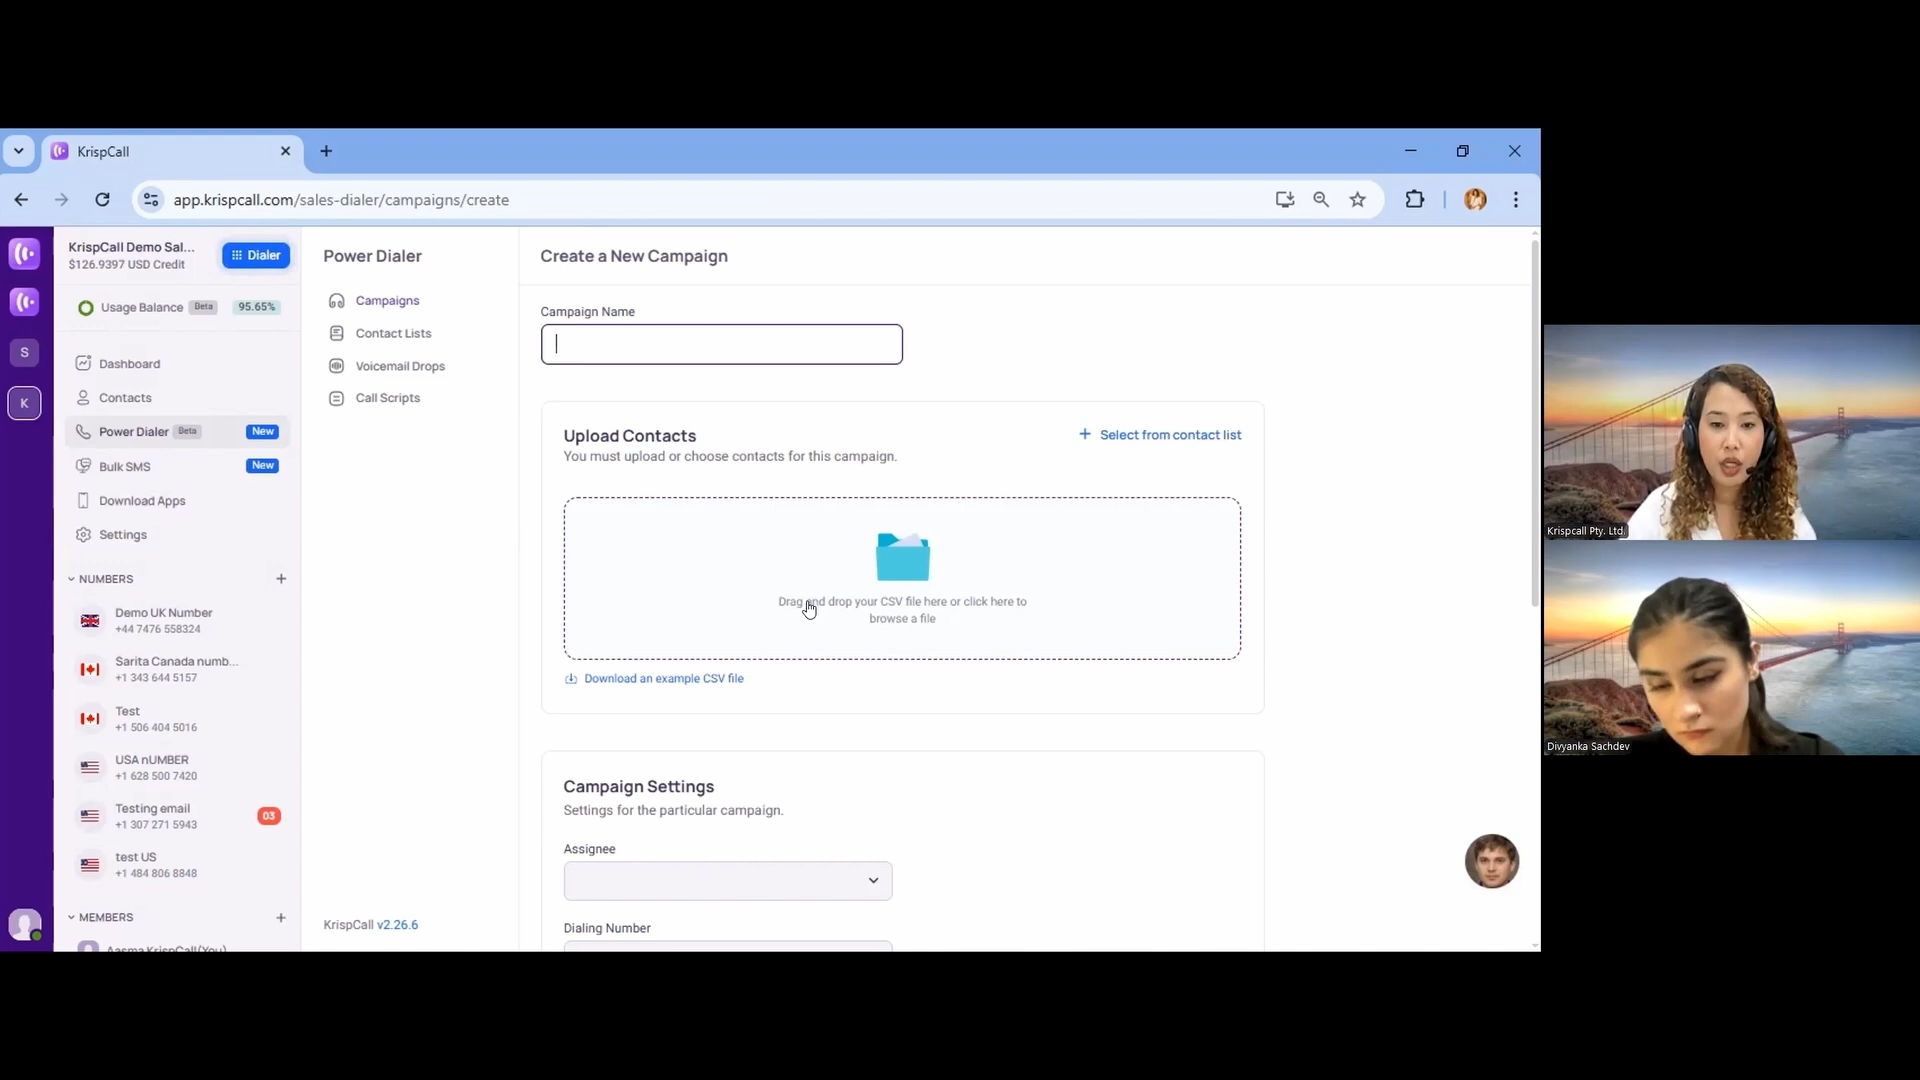 KrispCall
app.krispcall.com/sales-dialer/campaigns/create
KrispCall Demo Sal...
$126.9397 USD Credit
Dialer
Usage Balance Beta 95.65%
S
K
Dashboard
Contacts
Power Dialer Beta New
Bulk SMS New
Download Apps
Settings
NUMBERS
Demo UK Number
+44 7476 558324
Sarita Canada numb...
+1 343 644 5157
Test
+1 506 404 5016
USA nUMBER
+1 628 500 7420
Testing email
+1 307 271 5943
03
test US
+1 484 806 8848
MEMBERS
Aasma KrispCall(You)
Power Dialer
Campaigns
Contact Lists
Voicemail Drops
Call Scripts
KrispCall v2.26.6
Create a New Campaign
Campaign Name
Upload Contacts
Select from contact list
You must upload or choose contacts for this campaign.
Drag and drop your CSV file here or click here to
browse a file
Download an example CSV file
Campaign Settings
Settings for the particular campaign.
Assignee
Dialing Number
Krispcall Pty. Ltd.
Divyanka Sachdev